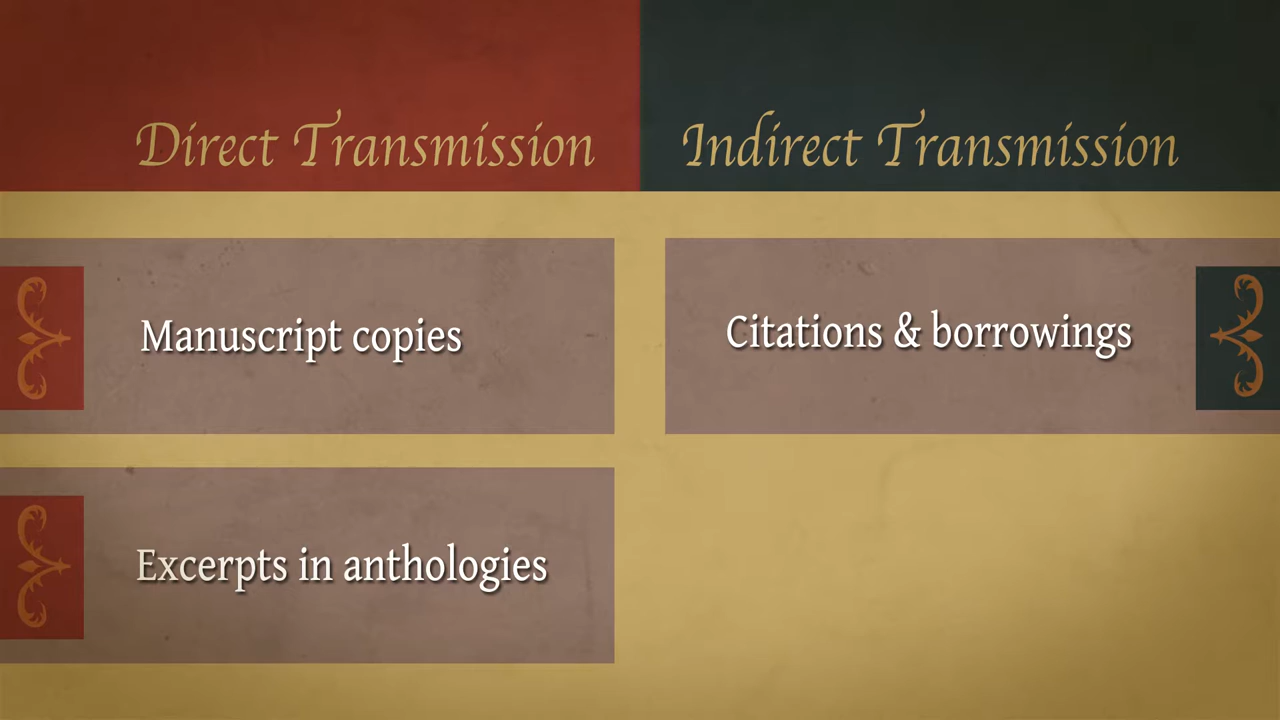 Direct Transmission
Indirect Transmission
Manuscript copies
Citations & borrowings
Excerpts in anthologies